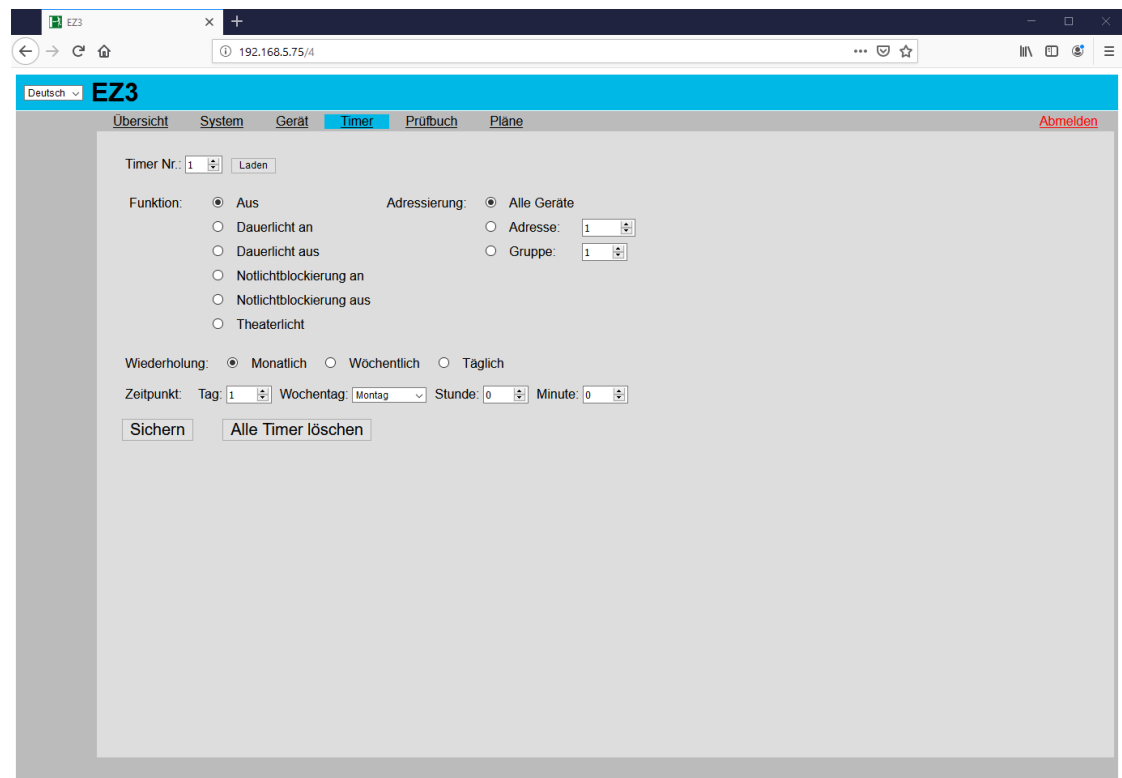 EZ3
192.168.5.75/4
Deutsch EZ3
Übersicht System Gerät Timer Prüfbuch Pläne Abmelden
Timer Nr.: 1 Laden
Funktion: Aus Adressierung: Alle Geräte
Dauerlicht an Adresse: 1
Dauerlicht aus Gruppe: 1
Notlichtblockierung an
Notlichtblockierung aus
Theaterlicht
Wiederholung: Monatlich Wöchentlich Täglich
Zeitpunkt: Tag: 1 Wochentag: Montag Stunde: 0 Minute: 0
Sichern Alle Timer löschen